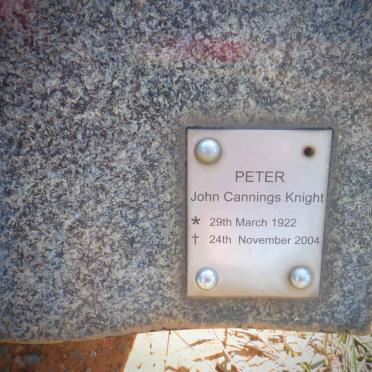 PETER
John Cannings Knight
* 29th March 1922
† 24th November 2004